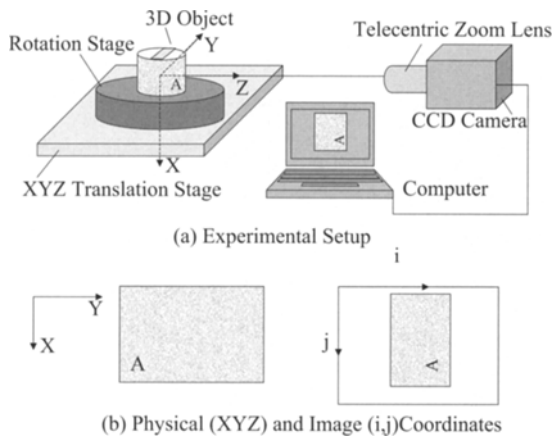 3D Object
Telecentric Zoom Lens
Rotation Stage
Y
A
Z
CCD Camera
A
X
XYZ Translation Stage
Computer
(a) Experimental Setup
i
Y
X
A
j
A
(b) Physical (XYZ) and Image (i,j)Coordinates